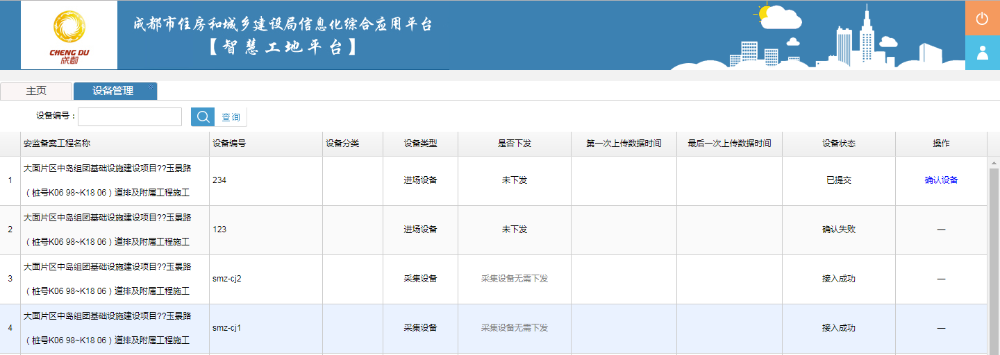 成都市住房和城乡建设局信息化综合应用平台
【智慧工地平台】
CHENG DU
成都
主页 设备管理
设备编号： 查询
安监备案工程名称 设备编号 设备分类 设备类型 是否下发 第一次上传数据时间 最后一次上传数据时间 设备状态 操作
大面片区中岛组团基础设施建设项目??玉景路
1 234 进场设备 未下发 已提交 确认设备
（桩号K06 98~K18 06）道排及附属工程施工
大面片区中岛组团基础设施建设项目??玉景路
2 123 进场设备 未下发 确认失败 —
（桩号K06 98~K18 06）道排及附属工程施工
大面片区中岛组团基础设施建设项目??玉景路
3 smz-cj2 采集设备 采集设备无需下发 接入成功 —
（桩号K06 98~K18 06）道排及附属工程施工
大面片区中岛组团基础设施建设项目??玉景路
4 smz-cj1 采集设备 采集设备无需下发 接入成功 —
（桩号K06 98~K18 06）道排及附属工程施工